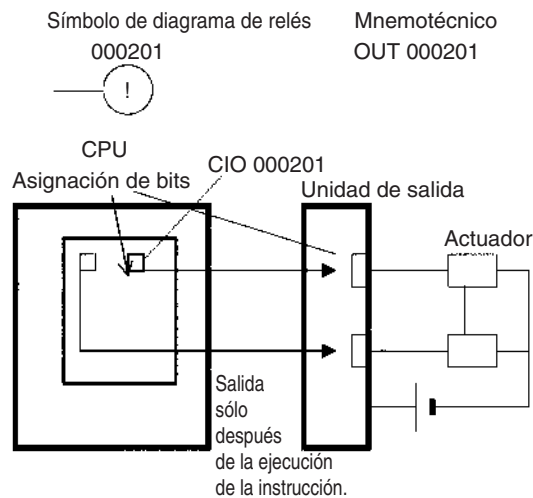 Símbolo de diagrama de relés
Mnemotécnico
000201
OUT 000201
!
CPU
CIO 000201
Asignación de bits
Unidad de salida
Actuador
Salida
sólo
después
de la ejecución
de la instrucción.